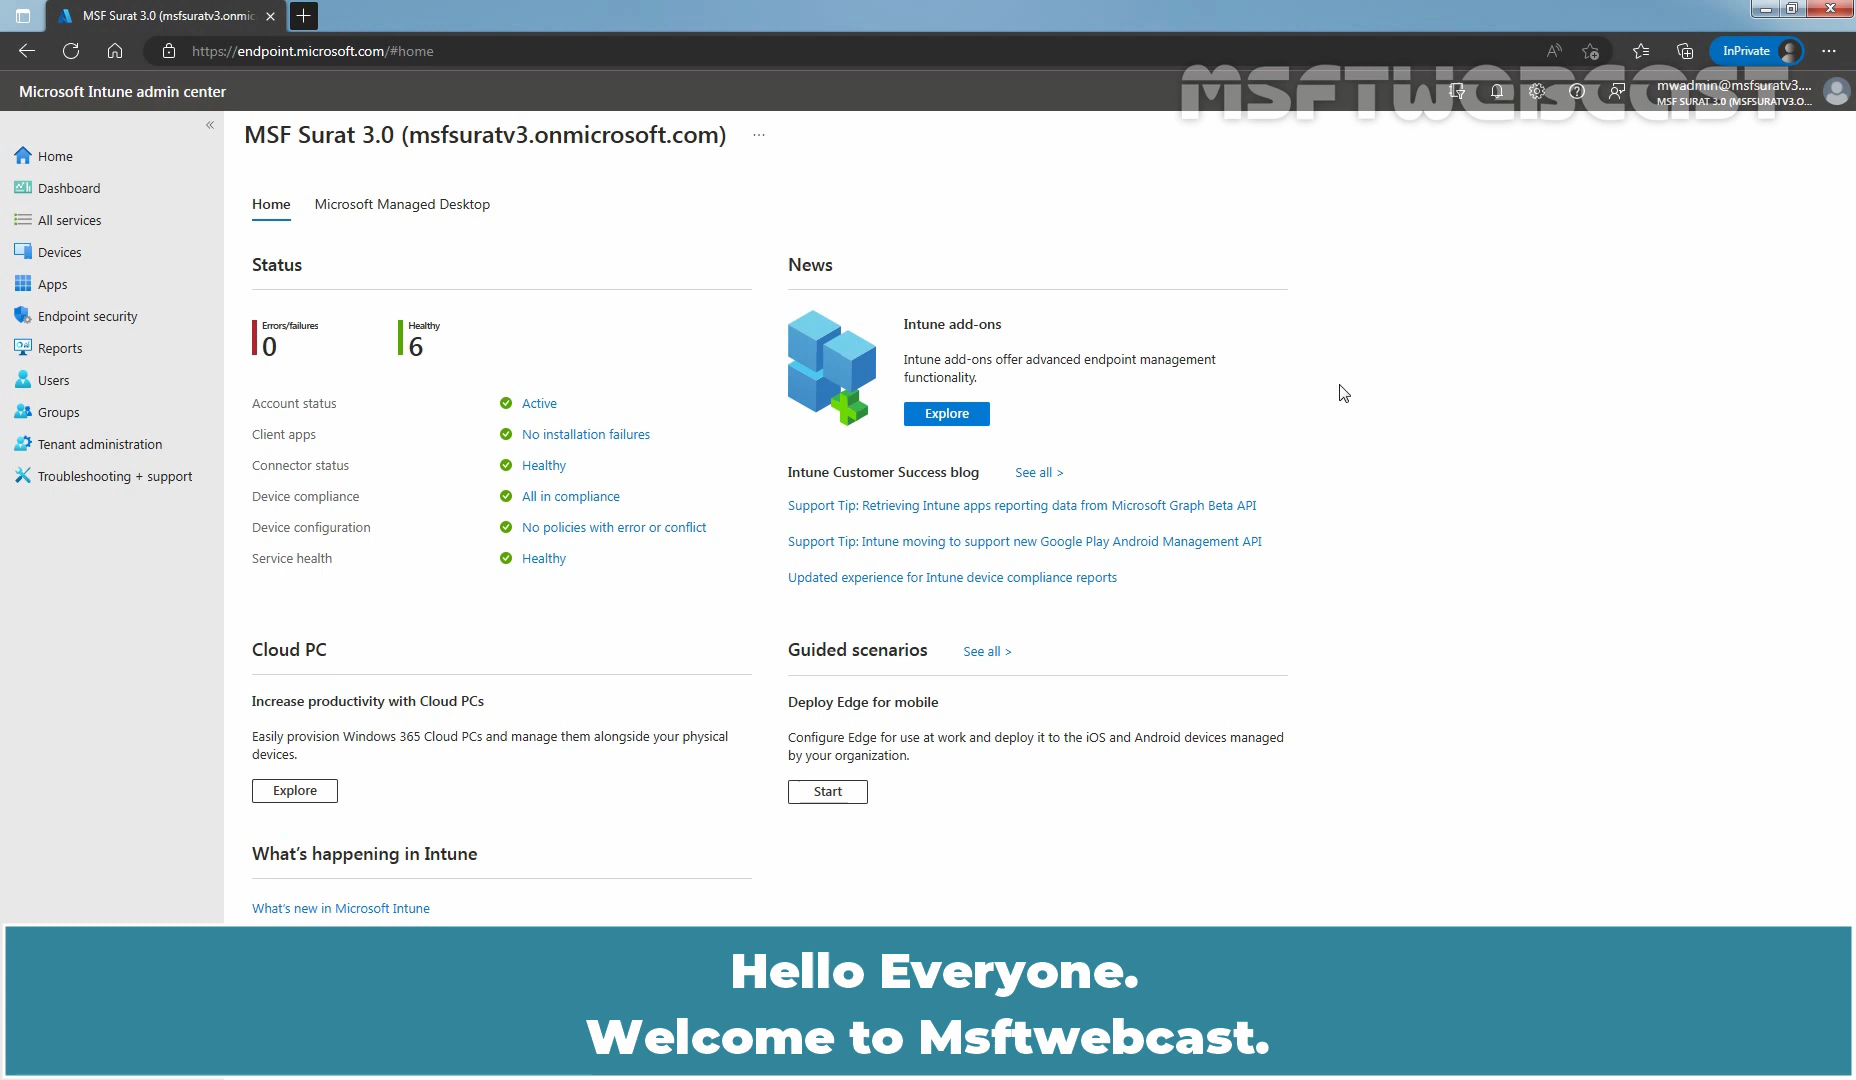 MSF Surat 3.0 (msfsuratv3.onmic
https://endpoint.microsoft.com/#home
InPrivate
MSFTWEBCAST
Microsoft Intune admin center
mwadmin@msfsuratv3....
MSF SURAT 3.0 (MSFSURATV3.O...
MSF Surat 3.0 (msfsuratv3.onmicrosoft.com)
...
Home
Dashboard
All services
Devices
Apps
Endpoint security
Reports
Users
Groups
Tenant administration
Troubleshooting + support
Home
Microsoft Managed Desktop
Status
Errors/failures
0
Healthy
6
Account status
Active
Client apps
No installation failures
Connector status
Healthy
Device compliance
All in compliance
Device configuration
No policies with error or conflict
Service health
Healthy
News
Intune add-ons
Intune add-ons offer advanced endpoint management
functionality.
Explore
Intune Customer Success blog
See all >
Support Tip: Retrieving Intune apps reporting data from Microsoft Graph Beta API
Support Tip: Intune moving to support new Google Play Android Management API
Updated experience for Intune device compliance reports
Cloud PC
Increase productivity with Cloud PCs
Easily provision Windows 365 Cloud PCs and manage them alongside your physical
devices.
Explore
Guided scenarios
See all >
Deploy Edge for mobile
Configure Edge for use at work and deploy it to the iOS and Android devices managed
by your organization.
Start
What's happening in Intune
What's new in Microsoft Intune
Hello Everyone.
Welcome to Msftwebcast.